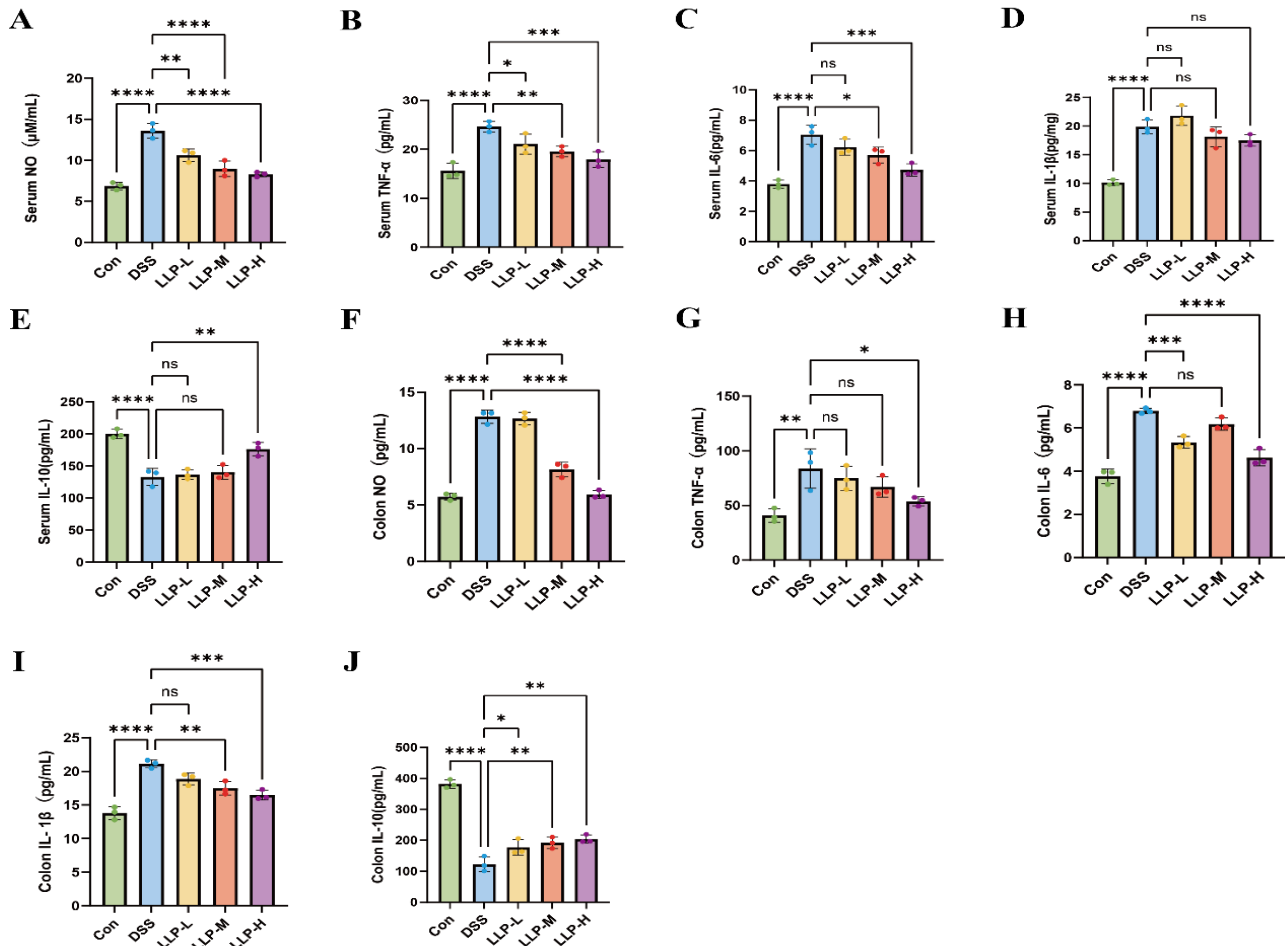 A
****
**
****
****
Serum NO (μM/mL)
20
15
10
5
0
Con
DSS
LLP-L
LLP-M
LLP-H
B
***
*
****
**
Serum TNF-α (pg/mL)
30
20
10
0
Con
DSS
LLP-L
LLP-M
LLP-H
C
***
ns
****
*
Serum IL-6(pg/mL)
10
8
6
4
2
0
Con
DSS
LLP-L
LLP-M
LLP-H
D
ns
ns
****
ns
Serum IL-1β(pg/mg)
25
20
15
10
5
0
Con
DSS
LLP-L
LLP-M
LLP-H
E
**
ns
****
ns
Serum IL-10(pg/mL)
250
200
150
100
50
0
Con
DSS
LLP-L
LLP-M
LLP-H
F
****
****
****
Colon NO (pg/mL)
15
10
5
0
Con
DSS
LLP-L
LLP-M
LLP-H
G
*
ns
**
ns
Colon TNF-α (pg/mL)
150
100
50
0
Con
DSS
LLP-L
LLP-M
LLP-H
H
****
***
****
ns
Colon IL-6 (pg/mL)
8
6
4
2
0
Con
DSS
LLP-L
LLP-M
LLP-H
I
***
ns
****
**
Colon IL- 1β (pg/mL)
25
20
15
10
5
0
Con
DSS
LLP-L
LLP-M
LLP-H
J
**
*
****
**
Colon IL-10(pg/mL)
500
400
300
200
100
0
Con
DSS
LLP-L
LLP-M
LLP-H